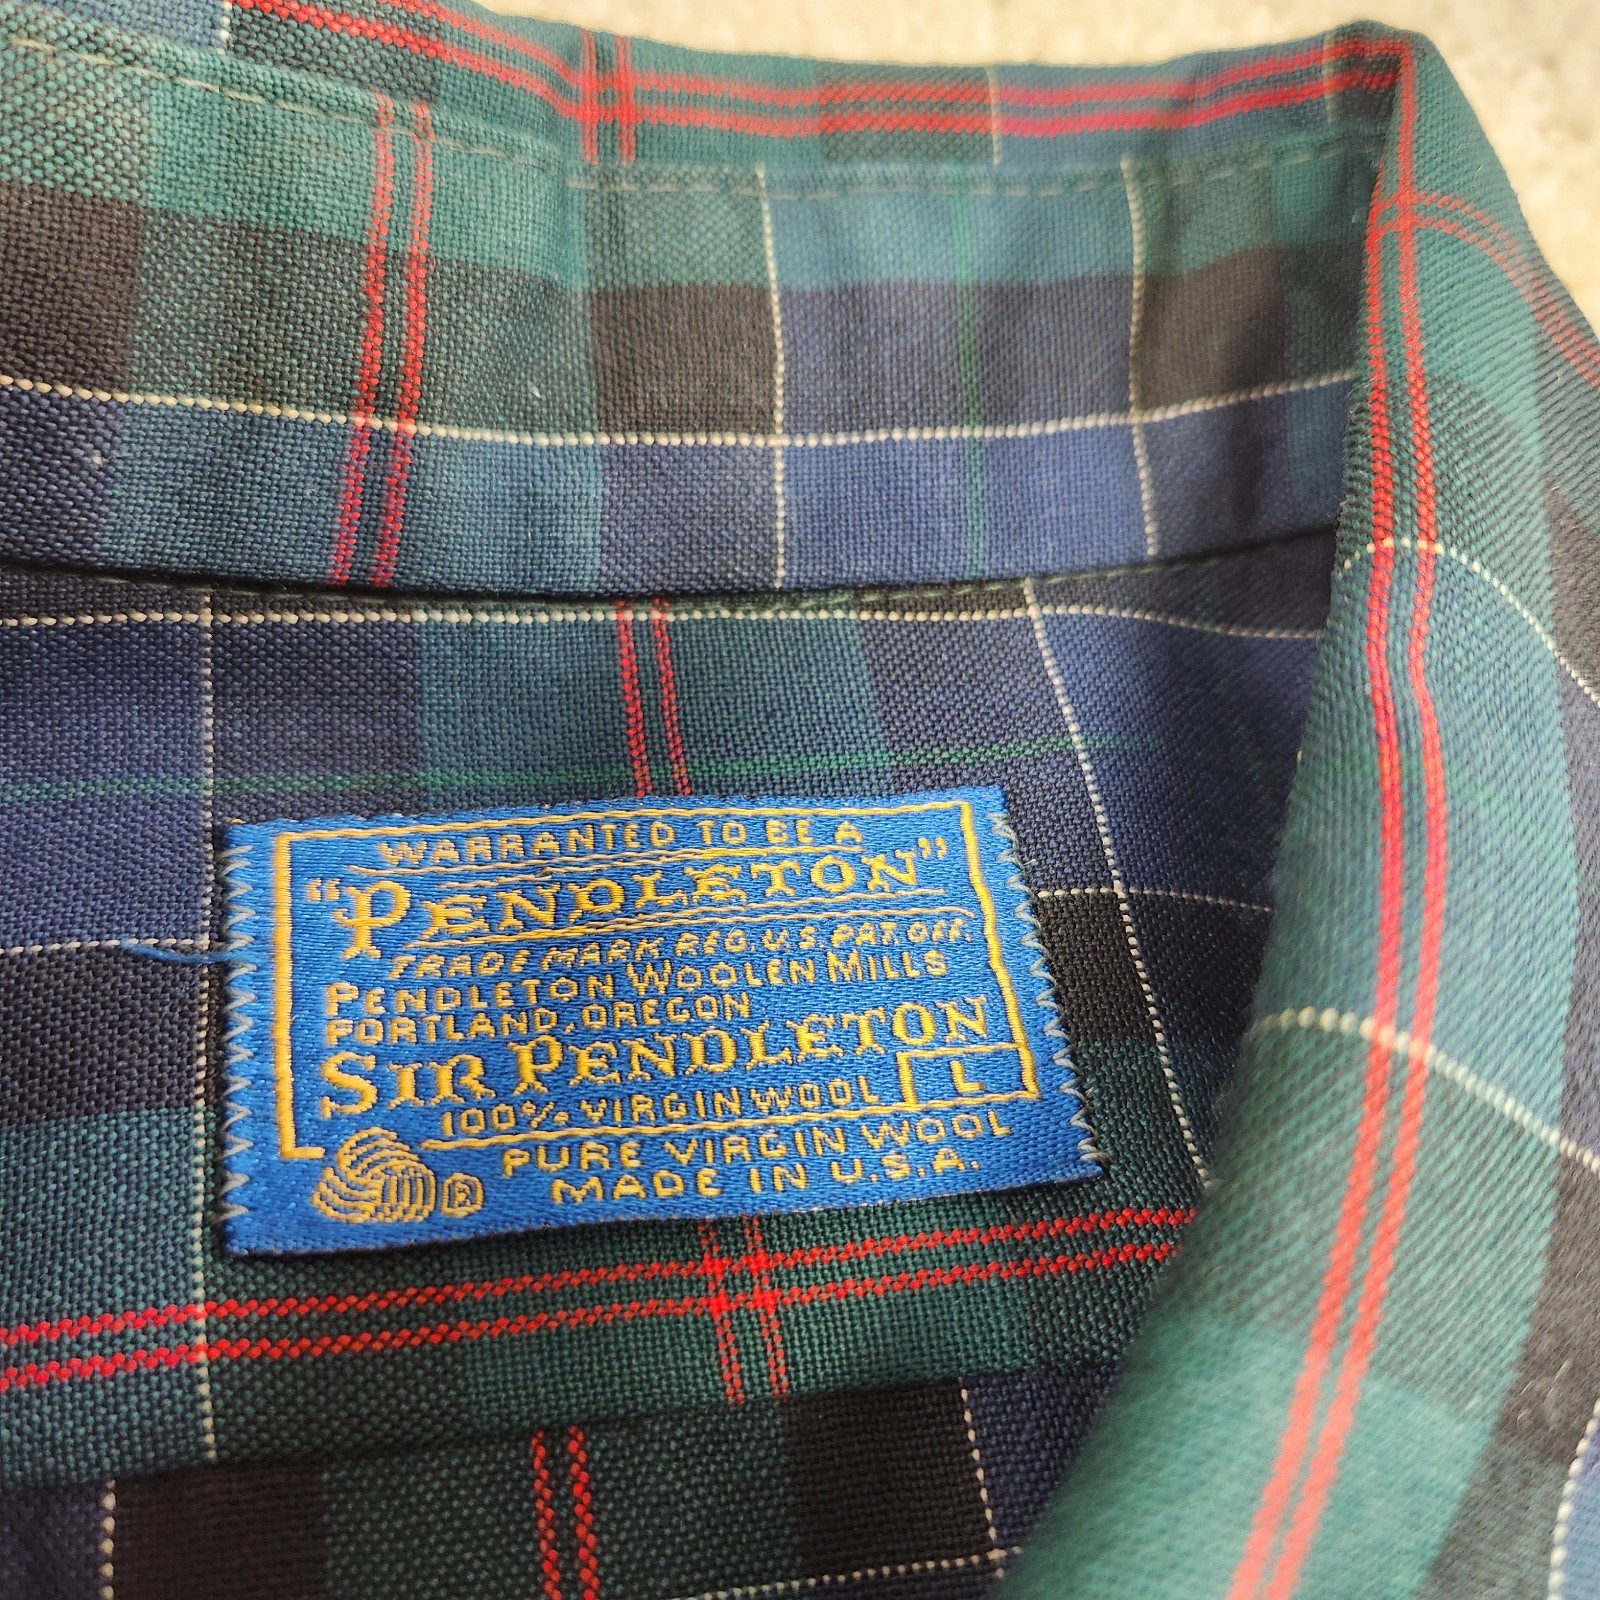 WARRANTED TO BE A
"PENDLETON"
TRADE MARK REG. U.S. PAT. OFF.
PENDLETON WOOLEN MILLS
PORTLAND, OREGON
SIR PENDLETON
100% VIRGIN WOOL L
PURE VIRGIN WOOL
® MADE IN U.S.A.